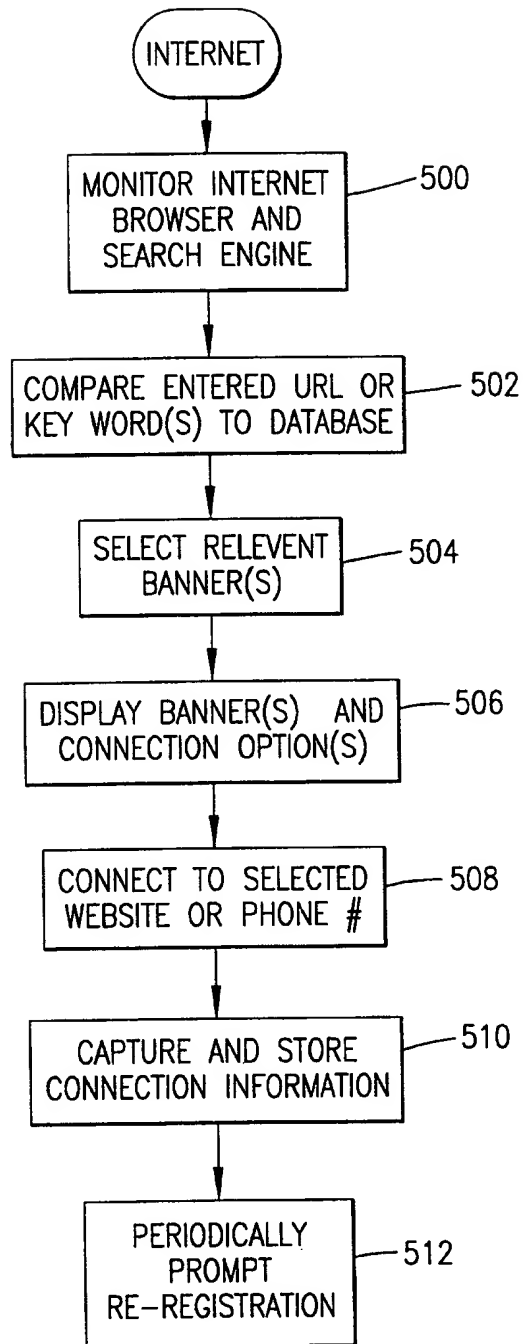 INTERNET
MONITOR INTERNET
BROWSER AND
SEARCH ENGINE
500
COMPARE ENTERED URL OR
KEY WORD(S) TO DATABASE
502
SELECT RELEVENT
BANNER(S)
504
DISPLAY BANNER(S) AND
CONNECTION OPTION(S)
506
CONNECT TO SELECTED
WEBSITE OR PHONE #
508
CAPTURE AND STORE
CONNECTION INFORMATION
510
PERIODICALLY
PROMPT
RE-REGISTRATION
512